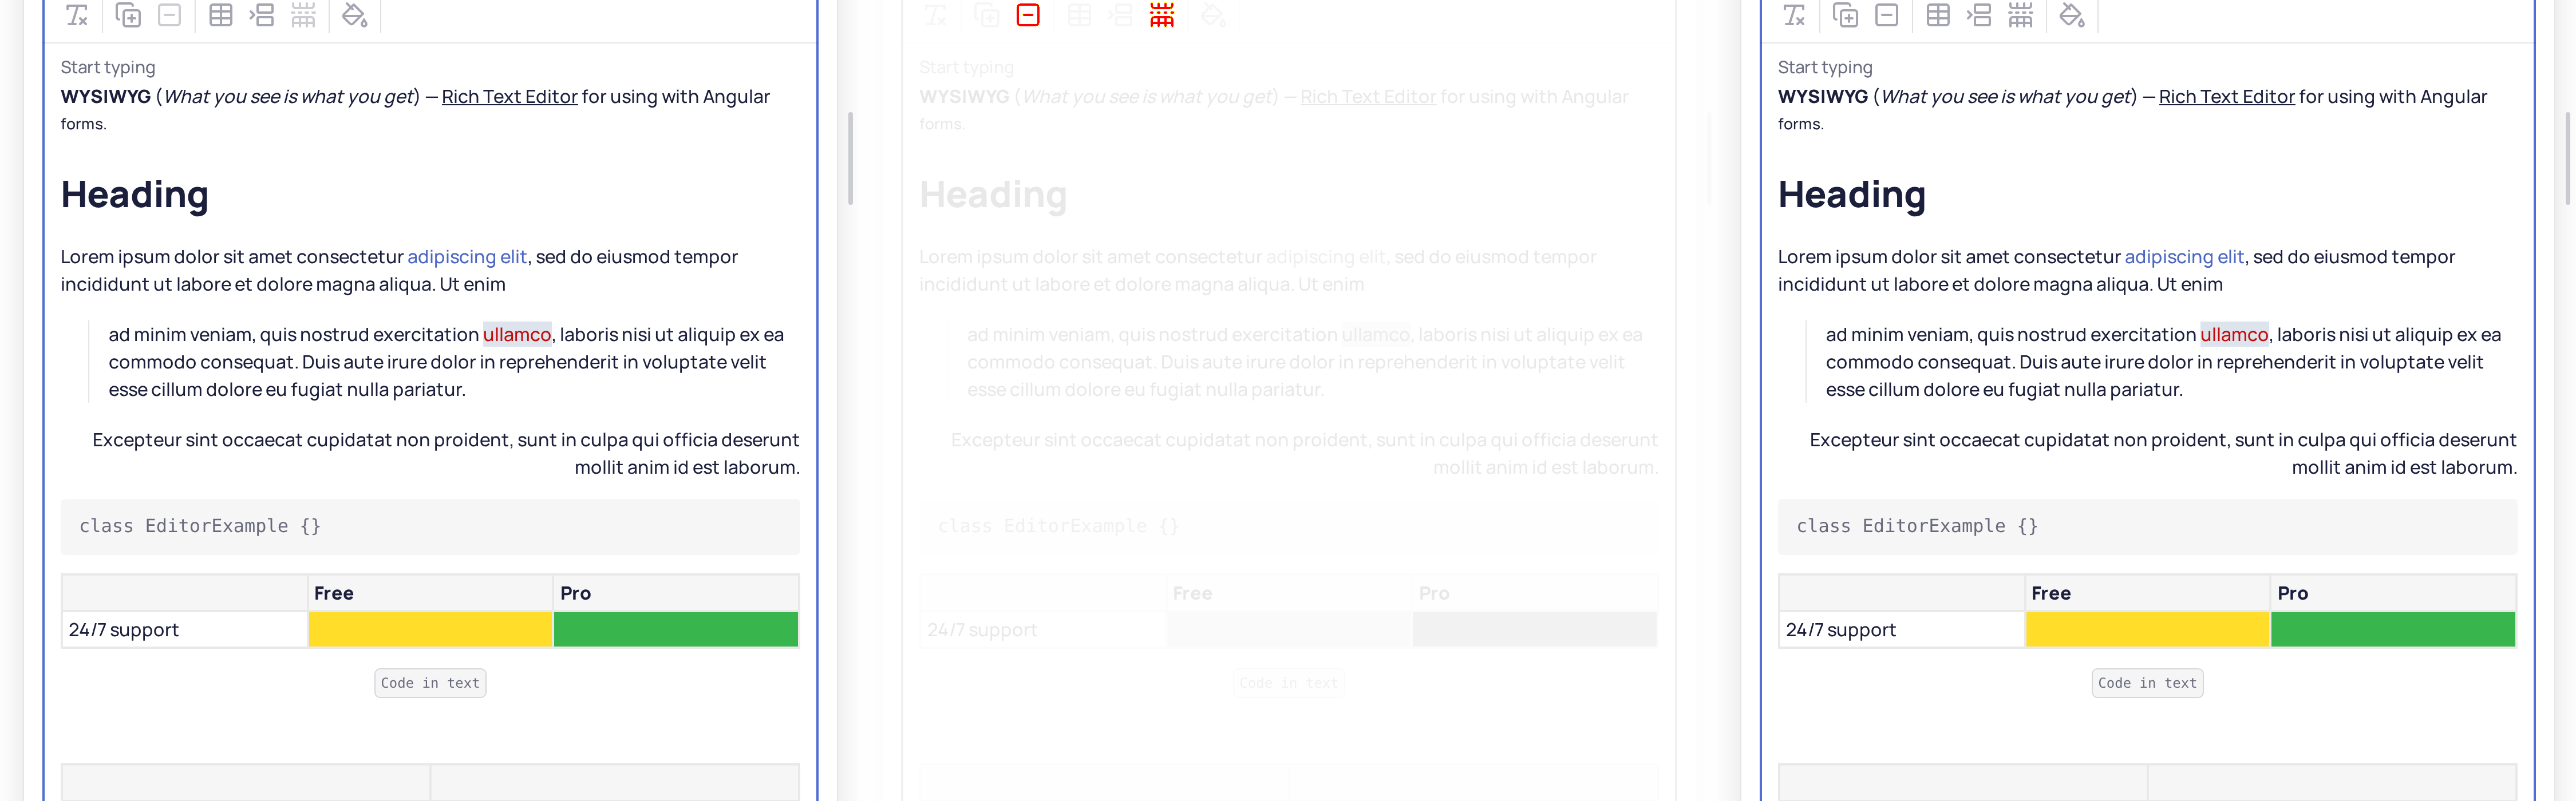 Start typing
WYSIWYG (What you see is what you get) — Rich Text Editor for using with Angular
forms.
Heading
Lorem ipsum dolor sit amet consectetur adipiscing elit, sed do eiusmod tempor
incididunt ut labore et dolore magna aliqua. Ut enim
ad minim veniam, quis nostrud exercitation ullamco, laboris nisi ut aliquip ex ea
commodo consequat. Duis aute irure dolor in reprehenderit in voluptate velit
esse cillum dolore eu fugiat nulla pariatur.
Excepteur sint occaecat cupidatat non proident, sunt in culpa qui officia deserunt
mollit anim id est laborum.
class EditorExample {}
Free Pro
24/7 support
Code in text
Start typing
WYSIWYG (What you see is what you get) — Rich Text Editor for using with Angular
forms.
Heading
Lorem ipsum dolor sit amet consectetur adipiscing elit, sed do eiusmod tempor
incididunt ut labore et dolore magna aliqua. Ut enim
ad minim veniam, quis nostrud exercitation ullamco, laboris nisi ut aliquip ex ea
commodo consequat. Duis aute irure dolor in reprehenderit in voluptate velit
esse cillum dolore eu fugiat nulla pariatur.
Excepteur sint occaecat cupidatat non proident, sunt in culpa qui officia deserunt
mollit anim id est laborum.
class EditorExample {}
Free Pro
24/7 support
Code in text
Start typing
WYSIWYG (What you see is what you get) — Rich Text Editor for using with Angular
forms.
Heading
Lorem ipsum dolor sit amet consectetur adipiscing elit, sed do eiusmod tempor
incididunt ut labore et dolore magna aliqua. Ut enim
ad minim veniam, quis nostrud exercitation ullamco, laboris nisi ut aliquip ex ea
commodo consequat. Duis aute irure dolor in reprehenderit in voluptate velit
esse cillum dolore eu fugiat nulla pariatur.
Excepteur sint occaecat cupidatat non proident, sunt in culpa qui officia deserunt
mollit anim id est laborum.
class EditorExample {}
Free Pro
24/7 support
Code in text